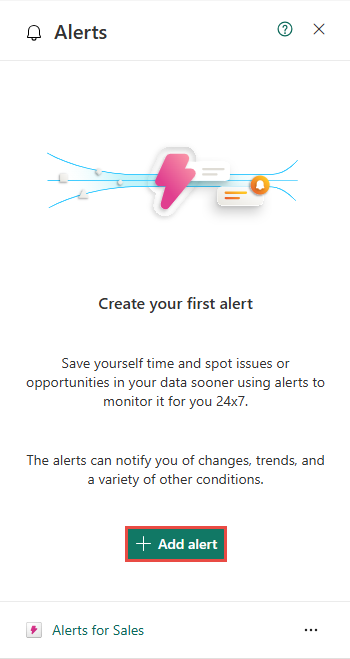 Alerts
Create your first alert
Save yourself time and spot issues or
opportunities in your data sooner using alerts to
monitor it for you 24x7.
The alerts can notify you of changes, trends, and
a variety of other conditions.
+ Add alert
Alerts for Sales